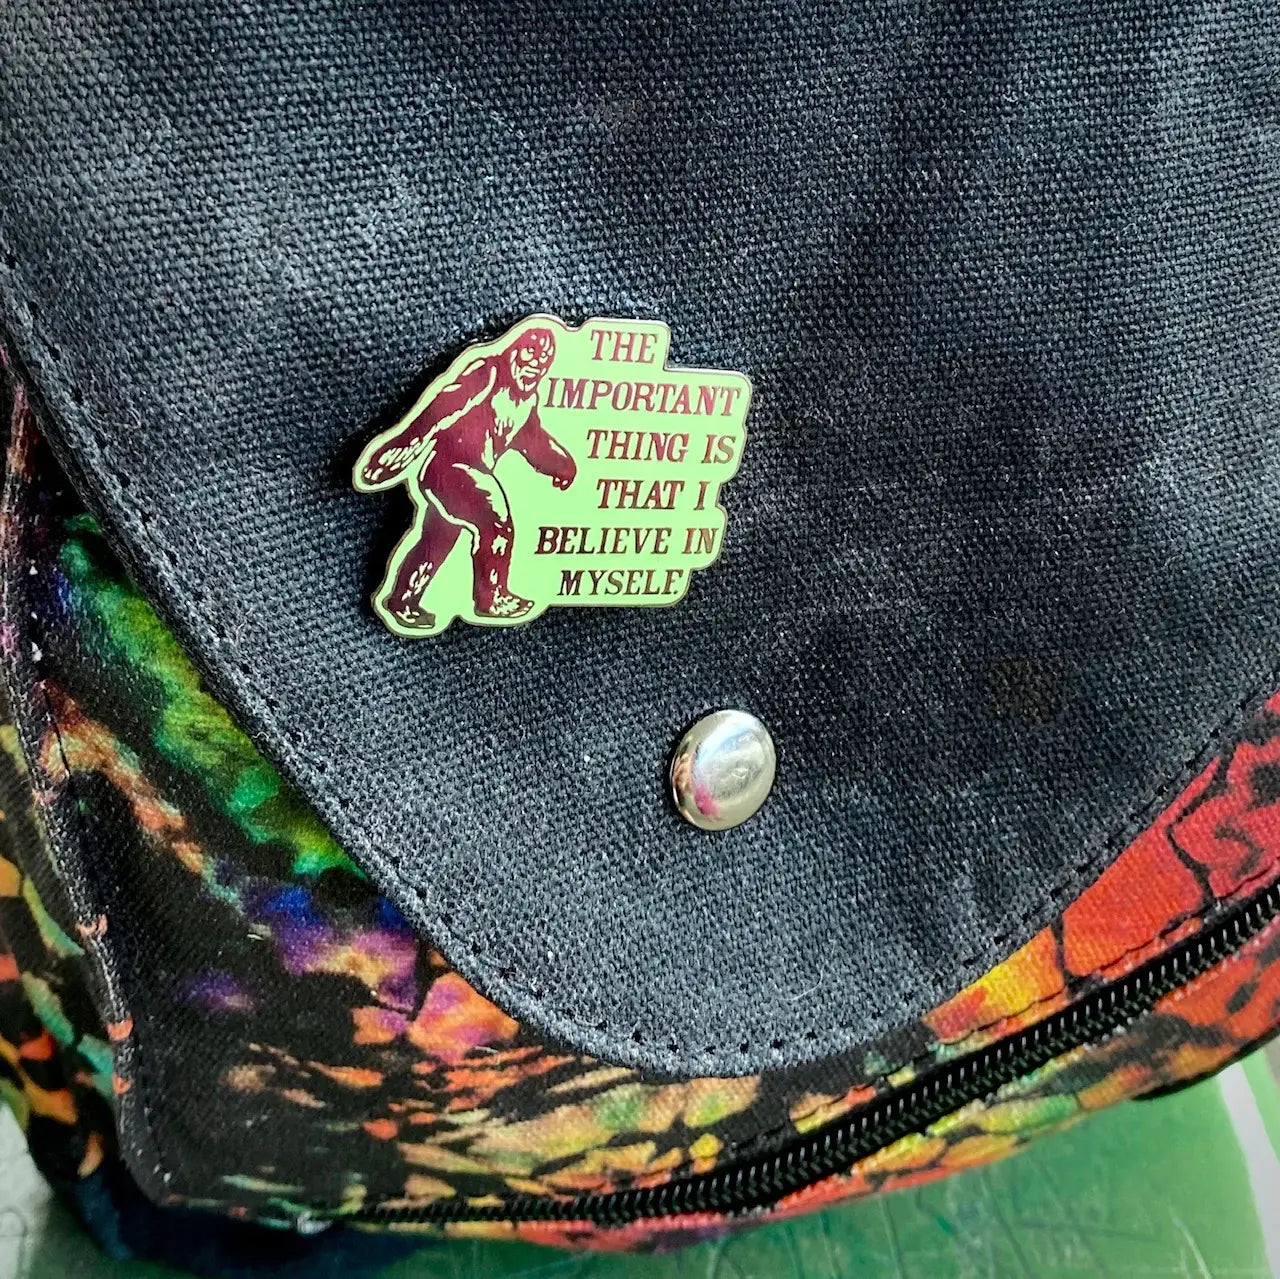 THE
IMPORTANT
THING IS
THAT I
BELIEVE IN
MYSELF.